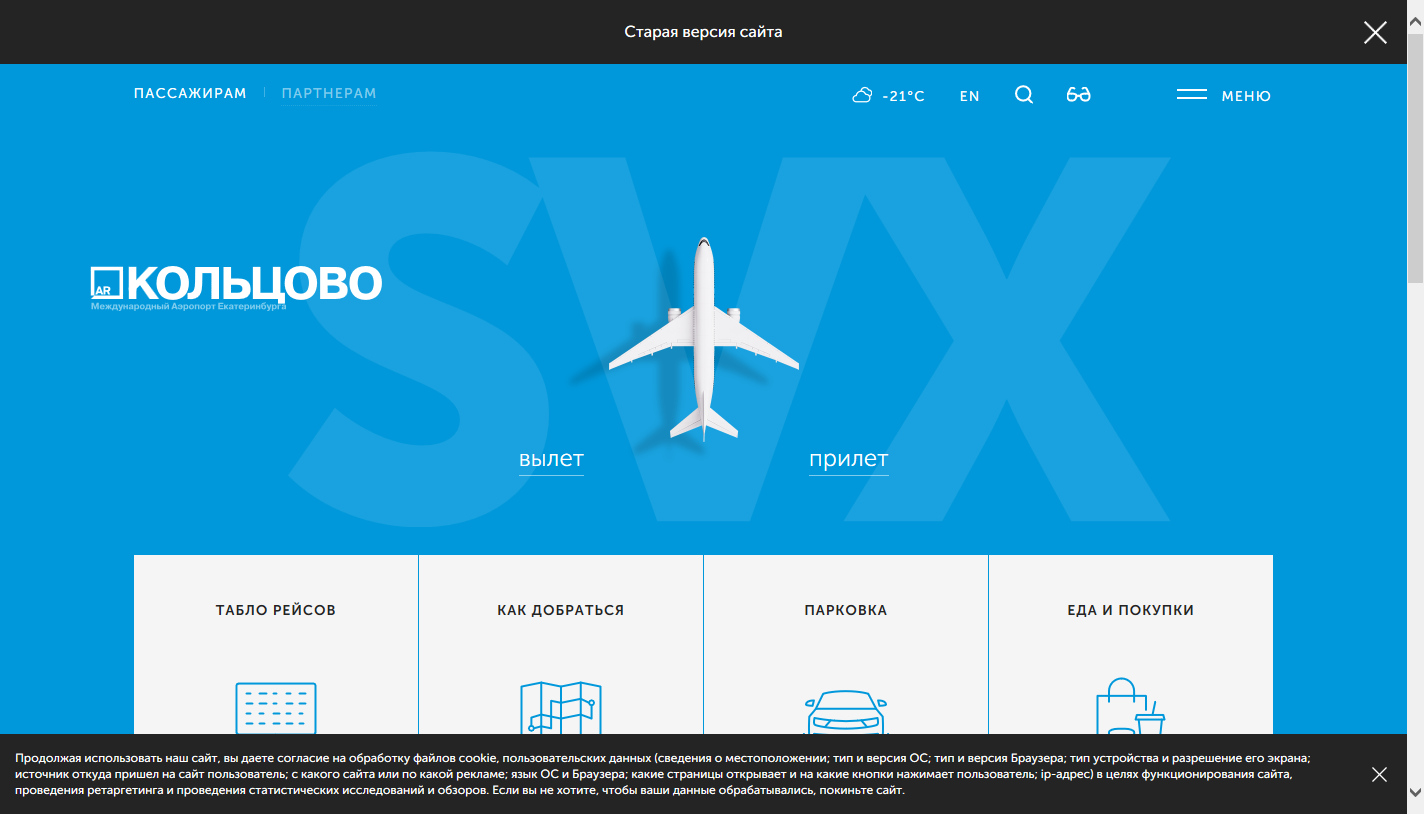 Старая версия сайта
ПАССАЖИРАМ ПАРТНЕРАМ -21°C EN МЕНЮ
SVX
AR КОЛЬЦОВО
Международный Аэропорт Екатеринбурга
вылет прилет
ТАБЛО РЕЙСОВ КАК ДОБРАТЬСЯ ПАРКОВКА ЕДА И ПОКУПКИ
Продолжая использовать наш сайт, вы даете согласие на обработку файлов cookie, пользовательских данных (сведения о местоположении; тип и версия ОС; тип и версия Браузера; тип устройства и разрешение его экрана;
источник откуда пришел на сайт пользователь; с какого сайта или по какой рекламе; язык ОС и Браузера; какие страницы открывает и на какие кнопки нажимает пользователь; ip-адрес) в целях функционирования сайта,
проведения ретаргетинга и проведения статистических исследований и обзоров. Если вы не хотите, чтобы ваши данные обрабатывались, покиньте сайт.